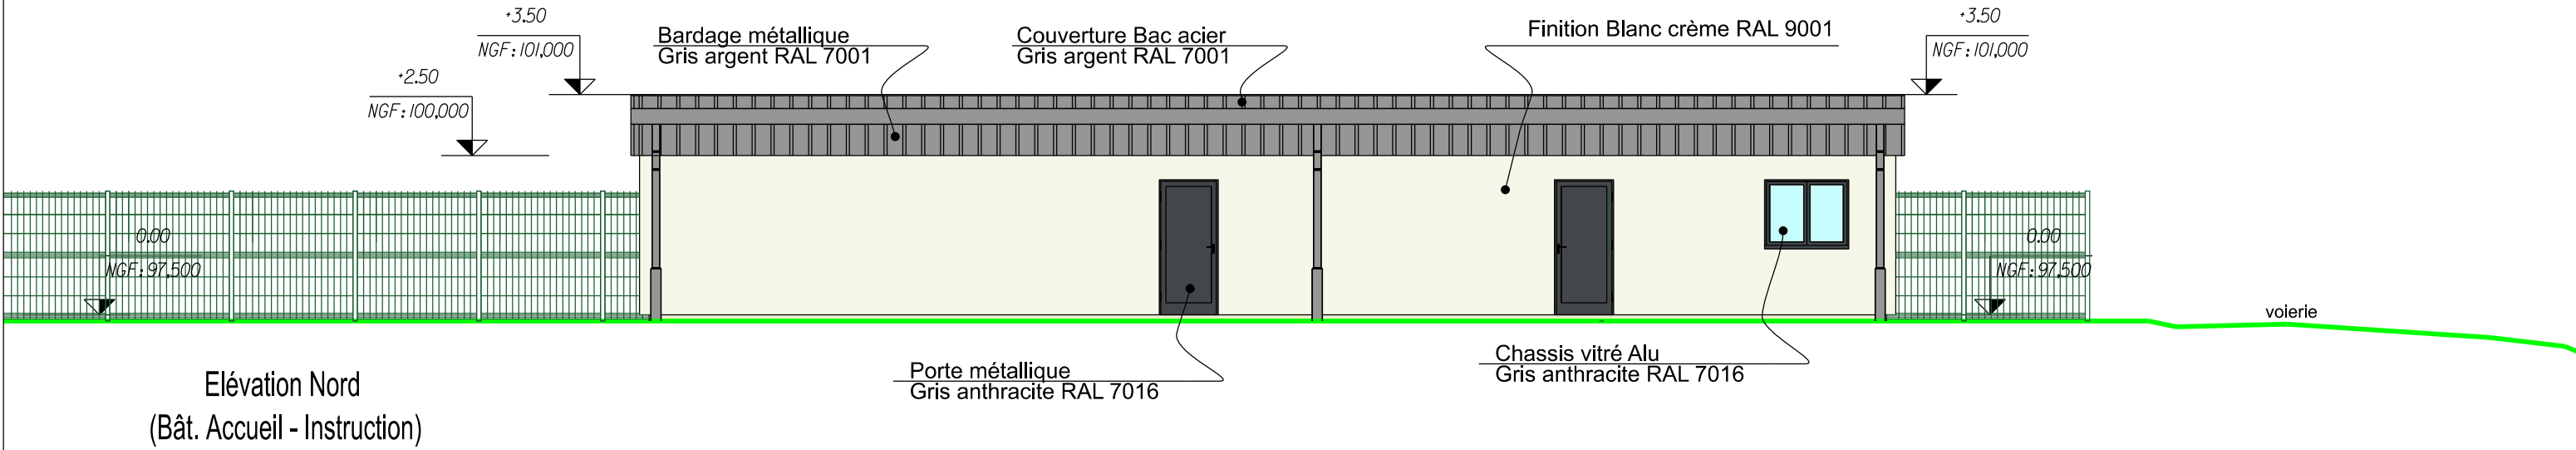 +3.50
NGF: 101,000
+2.50
NGF: 100,000
Bardage métallique
Gris argent RAL 7001
Couverture Bac acier
Gris argent RAL 7001
Finition Blanc crème RAL 9001
+3.50
NGF: 101,000
0.00
NGF: 97,500
0.00
NGF: 97,500
voierie
Porte métallique
Gris anthracite RAL 7016
Chassis vitré Alu
Gris anthracite RAL 7016
Elévation Nord
(Bât. Accueil - Instruction)